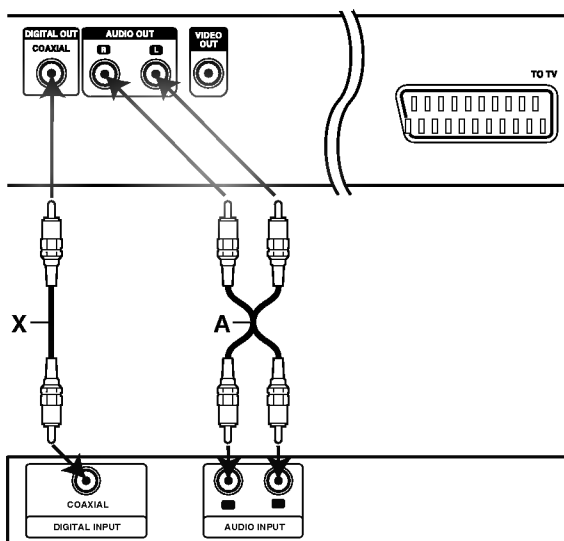 DIGITAL OUT
COAXIAL
AUDIO OUT
R
L
VIDEO
OUT
TO TV
X
A
COAXIAL
DIGITAL INPUT
AUDIO INPUT